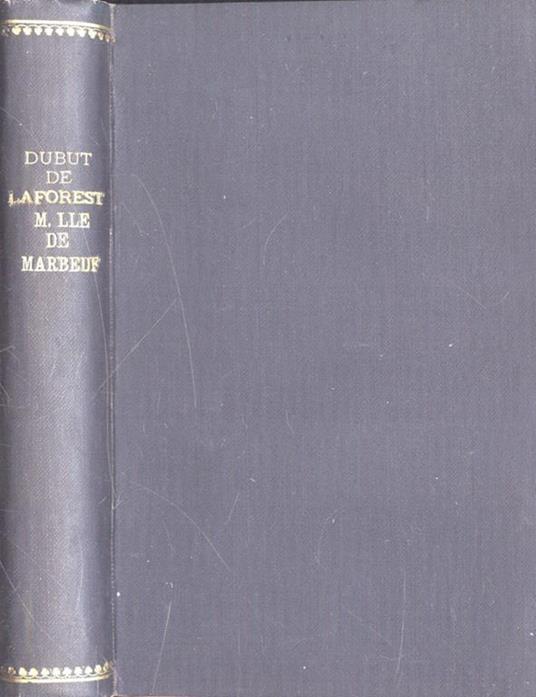 DUBUT
DE
LAFOREST
M. LLE
DE
MARBEUF